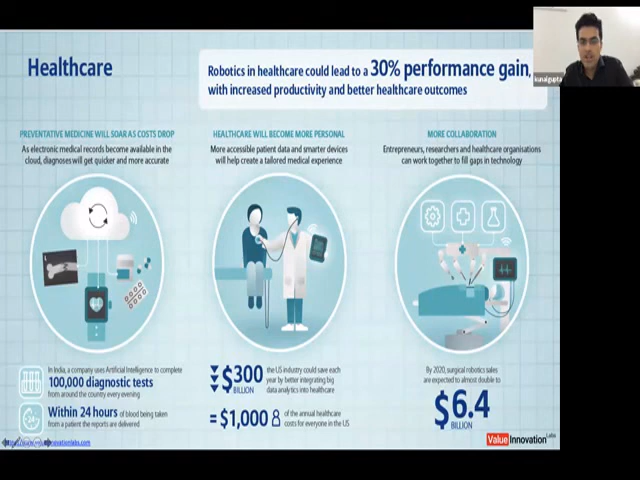 Healthcare
Robotics in healthcare could lead to a 30% performance gain,
with increased productivity and better healthcare outcomes
kunalgupta
PREVENTATIVE MEDICINE WILL SOAR AS COSTS DROP
As electronic medical records become available in the
cloud, diagnoses will get quicker and more accurate
HEALTHCARE WILL BECOME MORE PERSONAL
More accessible patient data and smarter devices
will help create a tailored medical experience
MORE COLLABORATION
Entrepreneurs, researchers and healthcare organisations
can work together to fill gaps in technology
In India, a company uses Artificial Intelligence to complete
100,000 diagnostic tests
from around the country every evening
24
Within 24 hours of blood being taken
from a patient the reports are delivered
$300
BILLION
the US industry could save each
year by better integrating big
data analytics into healthcare
= $1,000
of the annual healthcare
costs for everyone in the US
By 2020, surgical robotics sales
are expected to almost double to
$6.4
BILLION
Value Innovation Labs